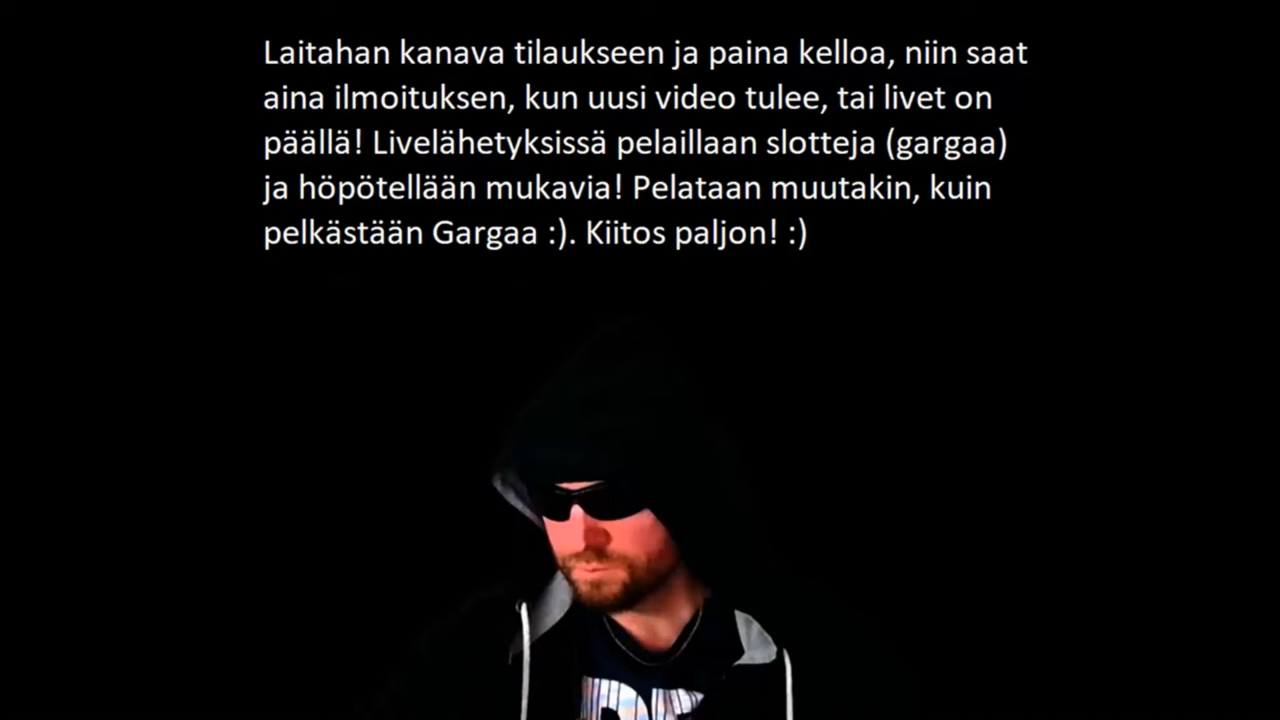 Laitahan kanava tilaukseen ja paina kelloa, niin saat
aina ilmoituksen, kun uusi video tulee, tai livet on
päällä! Livelähetyksissä pelaillaan slotteja (gargaa)
ja höpötellään mukavia! Pelataan muutakin, kuin
pelkästään Gargaa :). Kiitos paljon! :)